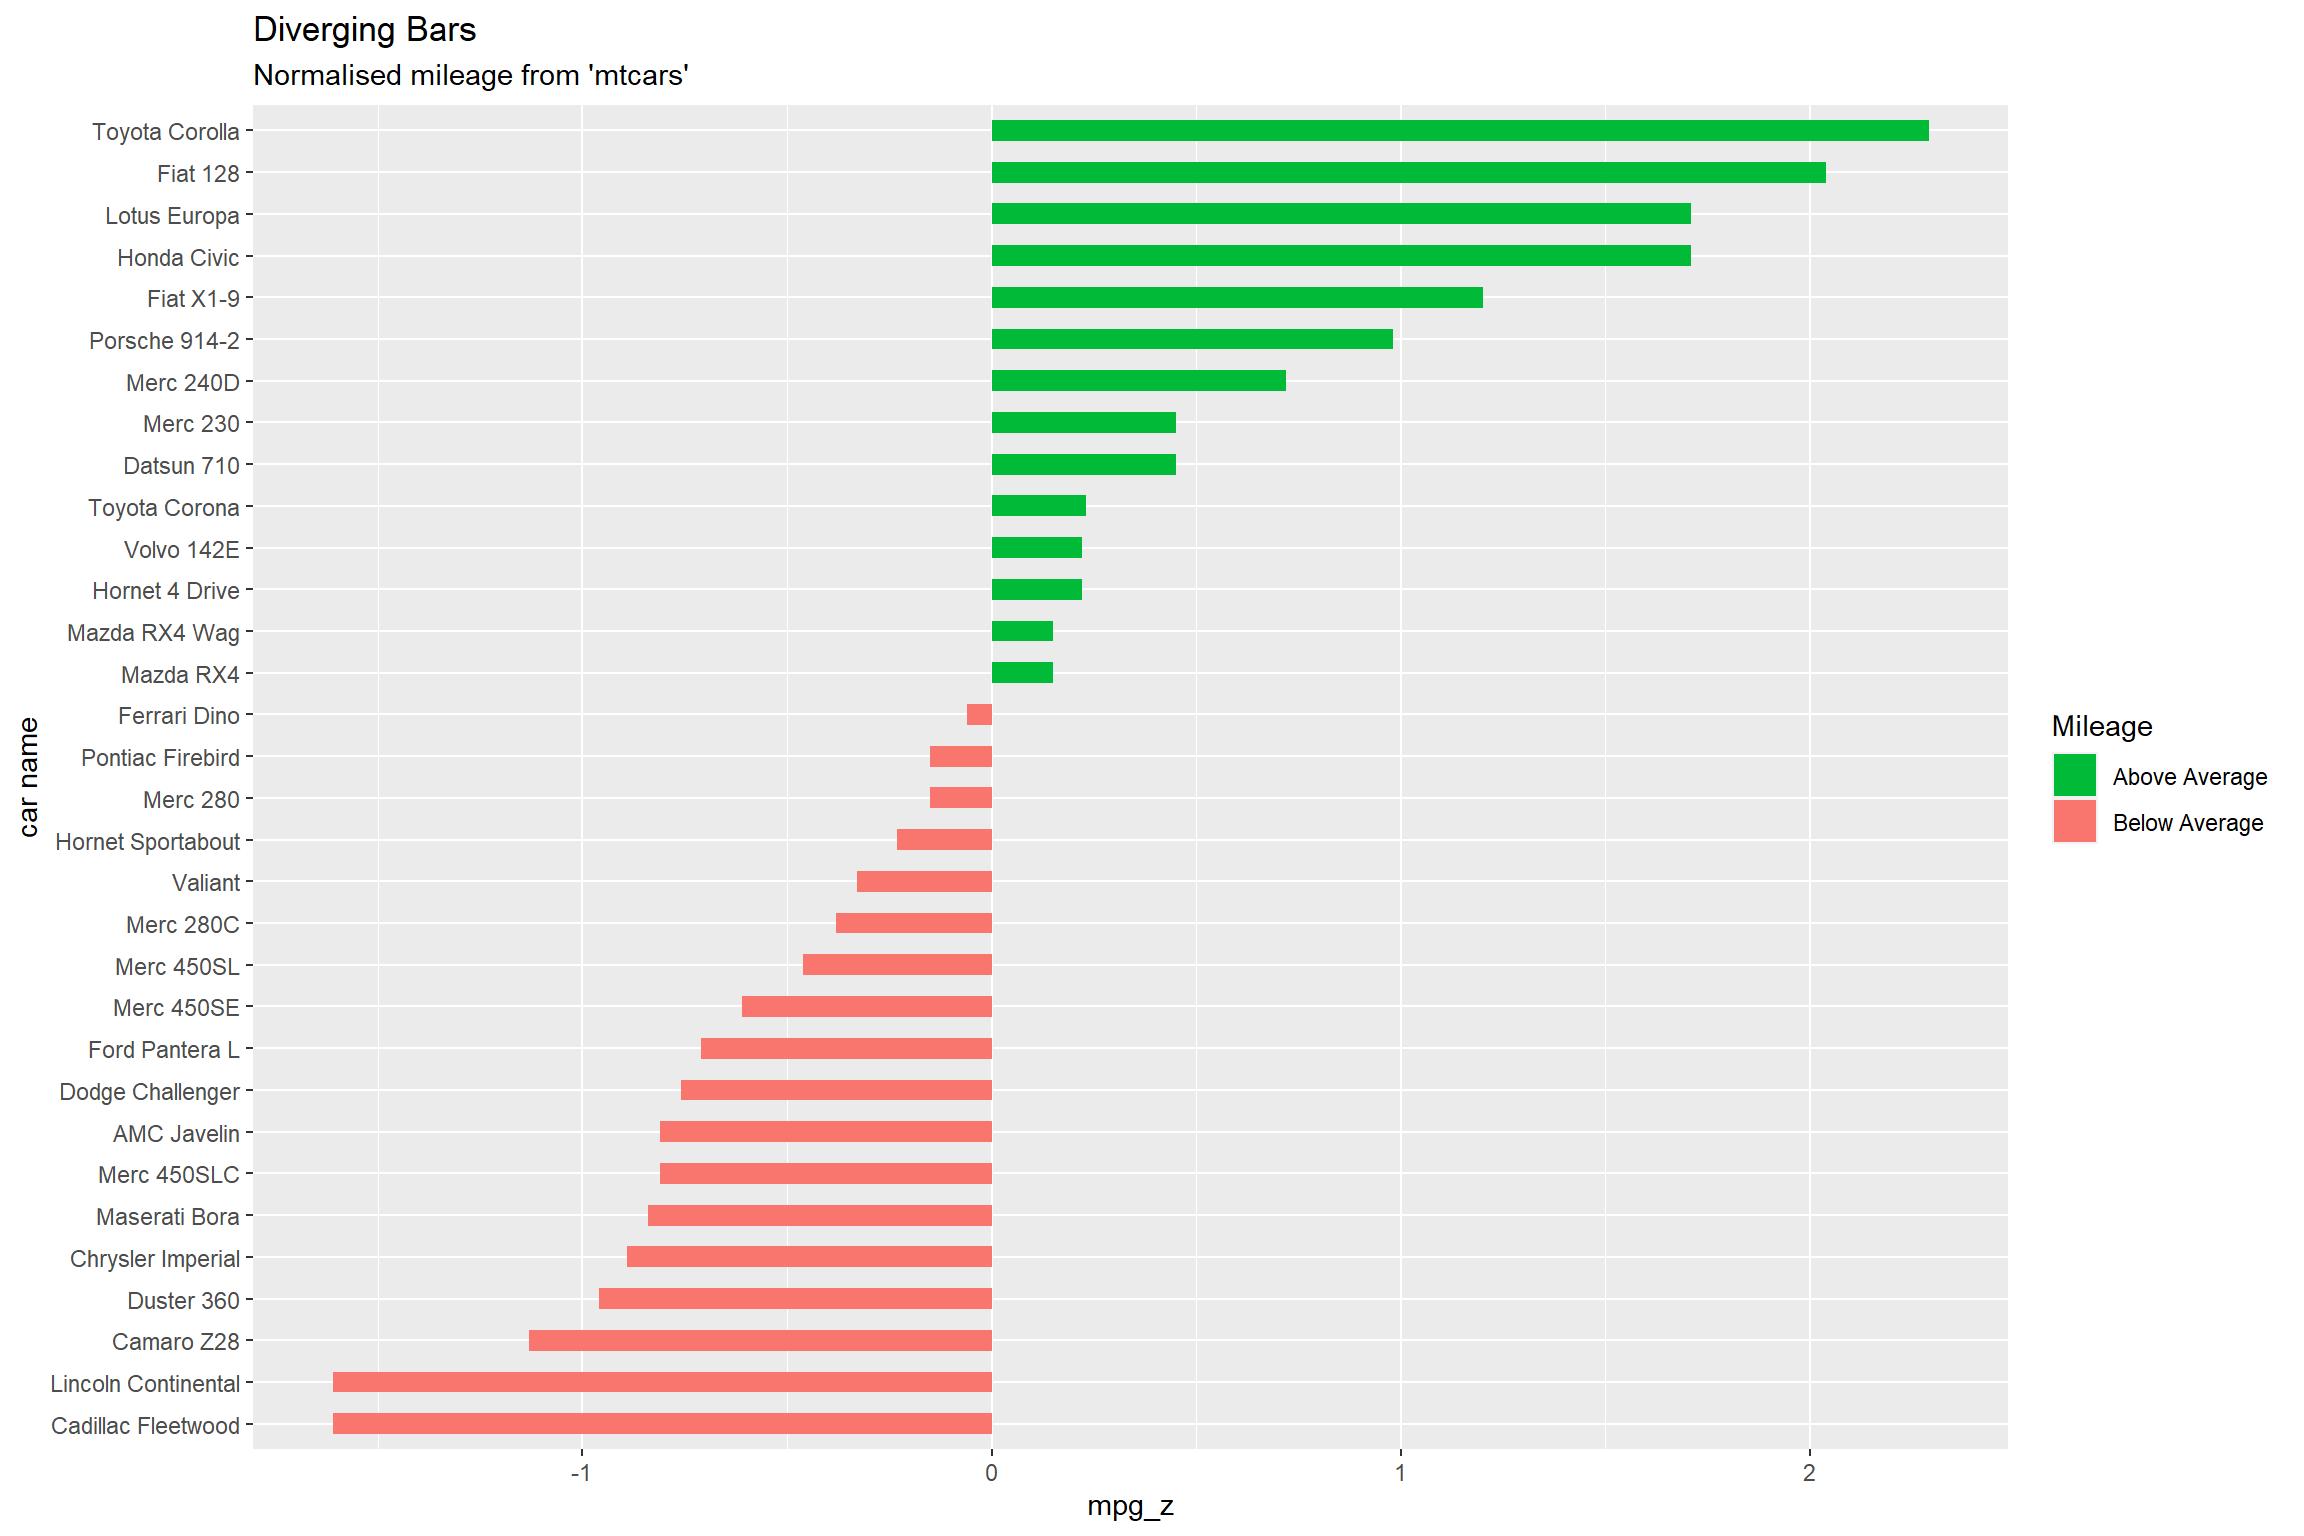 Diverging Bars
Normalised mileage from 'mtcars'
Toyota Corolla
Fiat 128
Lotus Europa
Honda Civic
Fiat X1-9
Porsche 914-2
Merc 240D
Merc 230
Datsun 710
Toyota Corona
Volvo 142E
Hornet 4 Drive
Mazda RX4 Wag
Mazda RX4
Ferrari Dino
Pontiac Firebird
Merc 280
Hornet Sportabout
Valiant
Merc 280C
Merc 450SL
Merc 450SE
Ford Pantera L
Dodge Challenger
AMC Javelin
Merc 450SLC
Maserati Bora
Chrysler Imperial
Duster 360
Camaro Z28
Lincoln Continental
Cadillac Fleetwood
car name
-1 0 1 2
mpg_z
Mileage
Above Average
Below Average